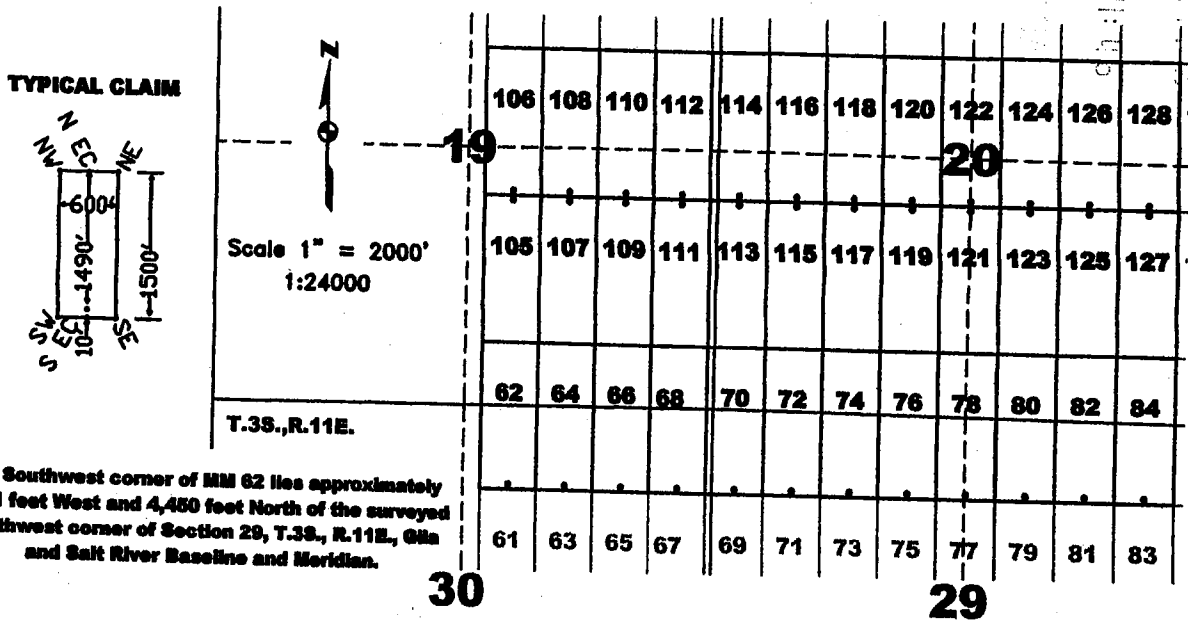 TYPICAL CLAIM
N EC
NW
NE
600'
1490'
1500'
10'
SW
SE
S EC
N
Scale 1" = 2000'
1:24000
T.3S.,R.11E.
Southwest corner of MM 62 lies approximately
feet West and 4,450 feet North of the surveyed
thwest corner of Section 29, T.3S., R.11E., Gila
and Salt River Baseline and Meridian.
106 108 110 112 114 116 118 120 122 124 126 128
19
20
105 107 109 111 113 115 117 119 121 123 125 127
62 64 66 68 70 72 74 76 78 80 82 84
61 63 65 67 69 71 73 75 77 79 81 83
30
29